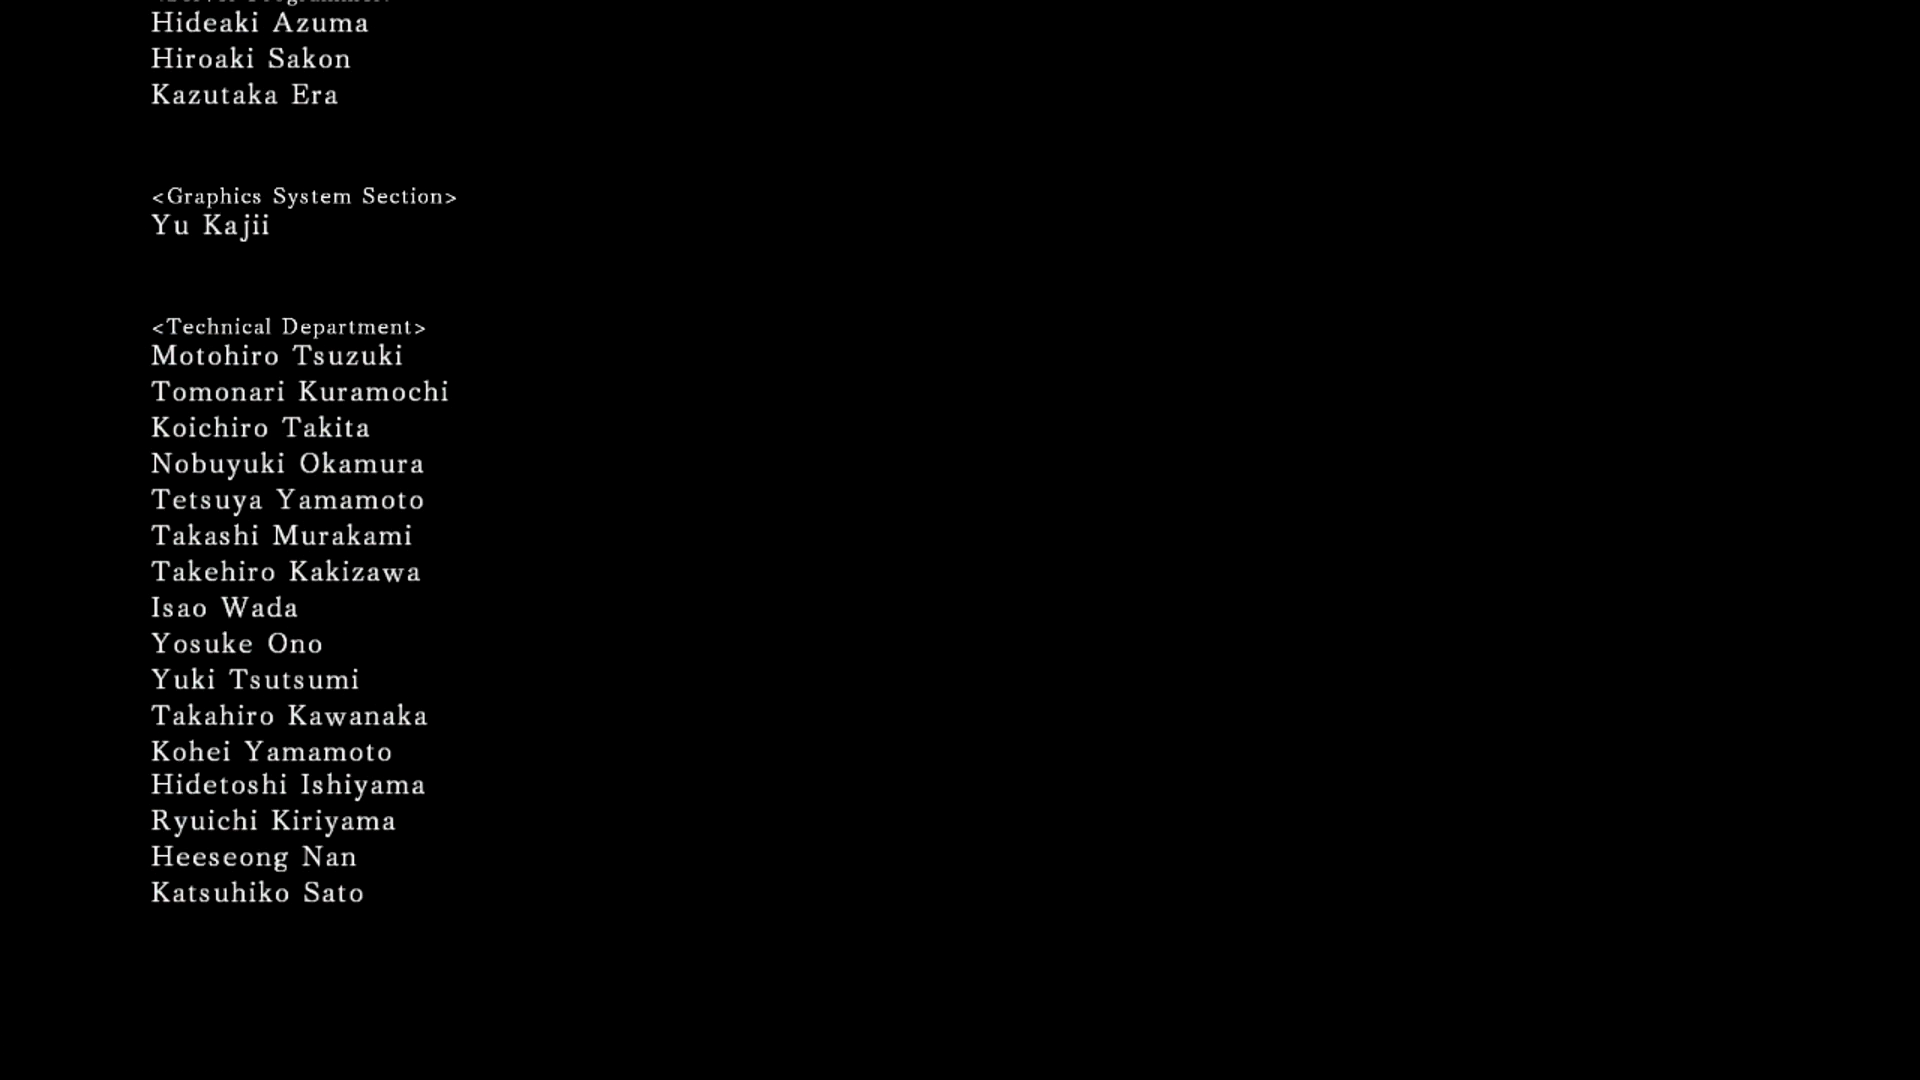 Hideaki Azuma
Hiroaki Sakon
Kazutaka Era
<Graphics System Section>
Yu Kajii
<Technical Department>
Motohiro Tsuzuki
Tomonari Kuramochi
Koichiro Takita
Nobuyuki Okamura
Tetsuya Yamamoto
Takashi Murakami
Takehiro Kakizawa
Isao Wada
Yosuke Ono
Yuki Tsutsumi
Takahiro Kawanaka
Kohei Yamamoto
Hidetoshi Ishiyama
Ryuichi Kiriyama
Heeseong Nan
Katsuhiko Sato